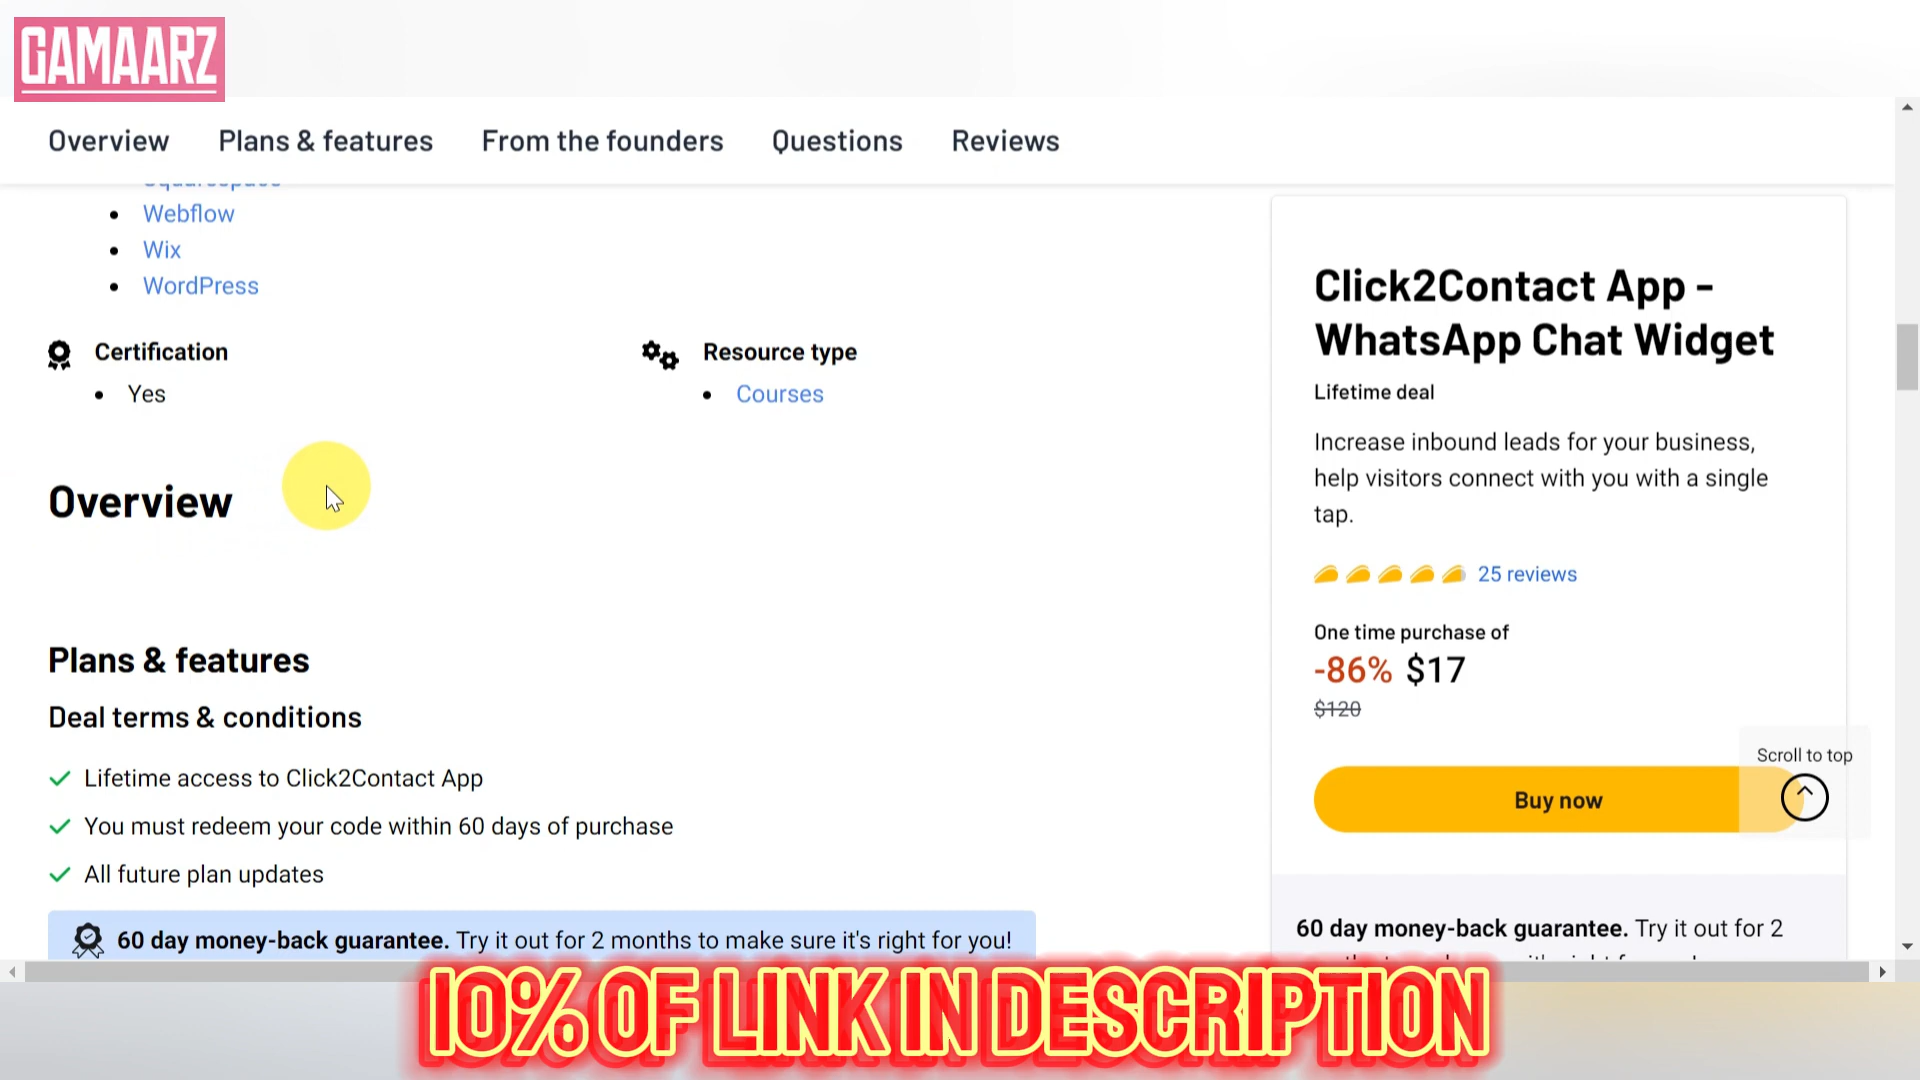 GAMAARZ
Overview
Plans & features
From the founders
Questions
Reviews
Squarespace
Webflow
Wix
WordPress
Certification
Yes
Resource type
Courses
Overview
Plans & features
Deal terms & conditions
Lifetime access to Click2Contact App
You must redeem your code within 60 days of purchase
All future plan updates
60 day money-back guarantee. Try it out for 2 months to make sure it's right for you!
Click2Contact App -
WhatsApp Chat Widget
Lifetime deal
Increase inbound leads for your business,
help visitors connect with you with a single
tap.
25 reviews
One time purchase of
-86% $17
$120
Scroll to top
Buy now
60 day money-back guarantee. Try it out for 2
10% OF LINK IN DESCRIPTION